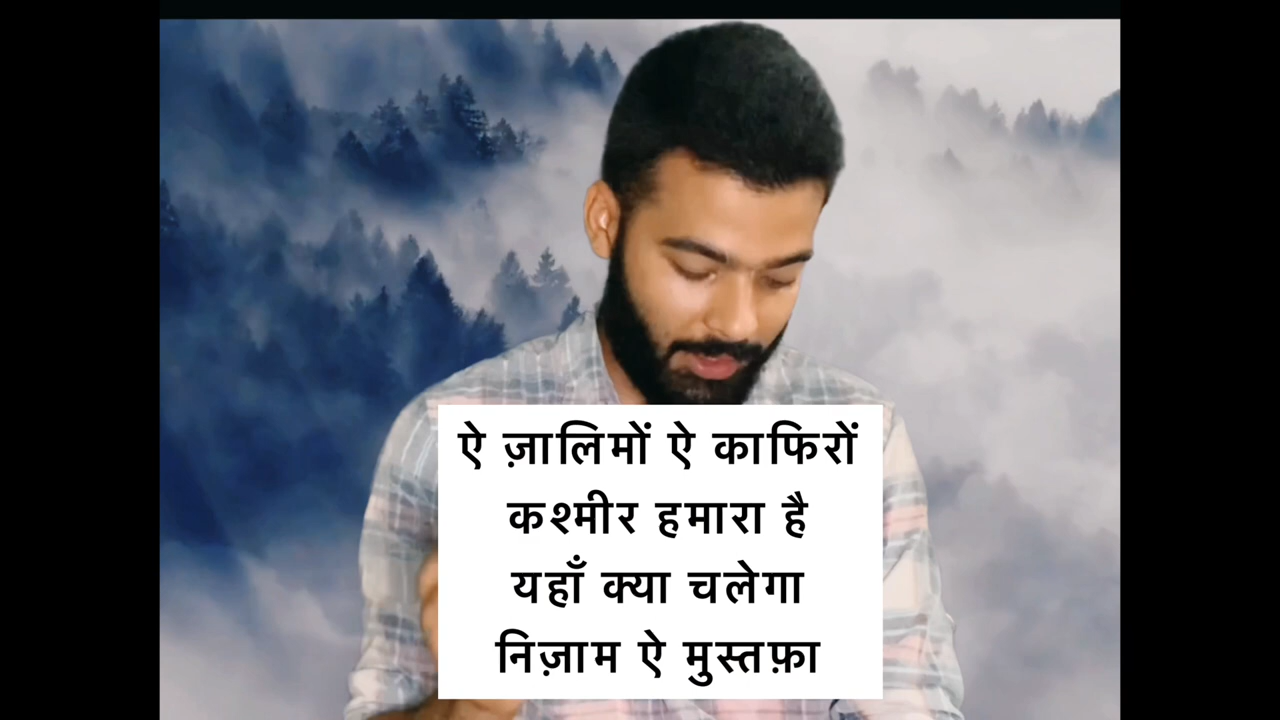 ऐ ज़ालिमों ऐ काफिरों
कश्मीर हमारा है
यहाँ क्या चलेगा
निज़ाम ऐ मुस्तफ़ा